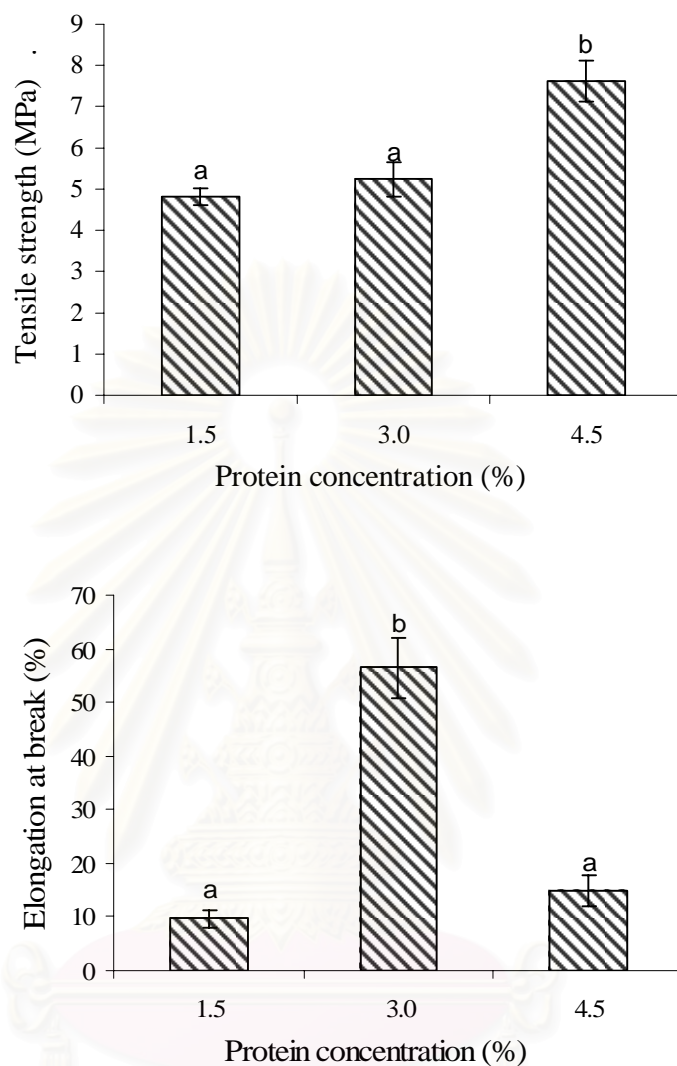 Tensile strength (MPa) .
9
8
7
6
5
4
3
2
1
0
a
a
b
1.5 3.0 4.5
Protein concentration (%)
Elongation at break (%)
70
60
50
40
30
20
10
0
a
b
a
1.5 3.0 4.5
Protein concentration (%)